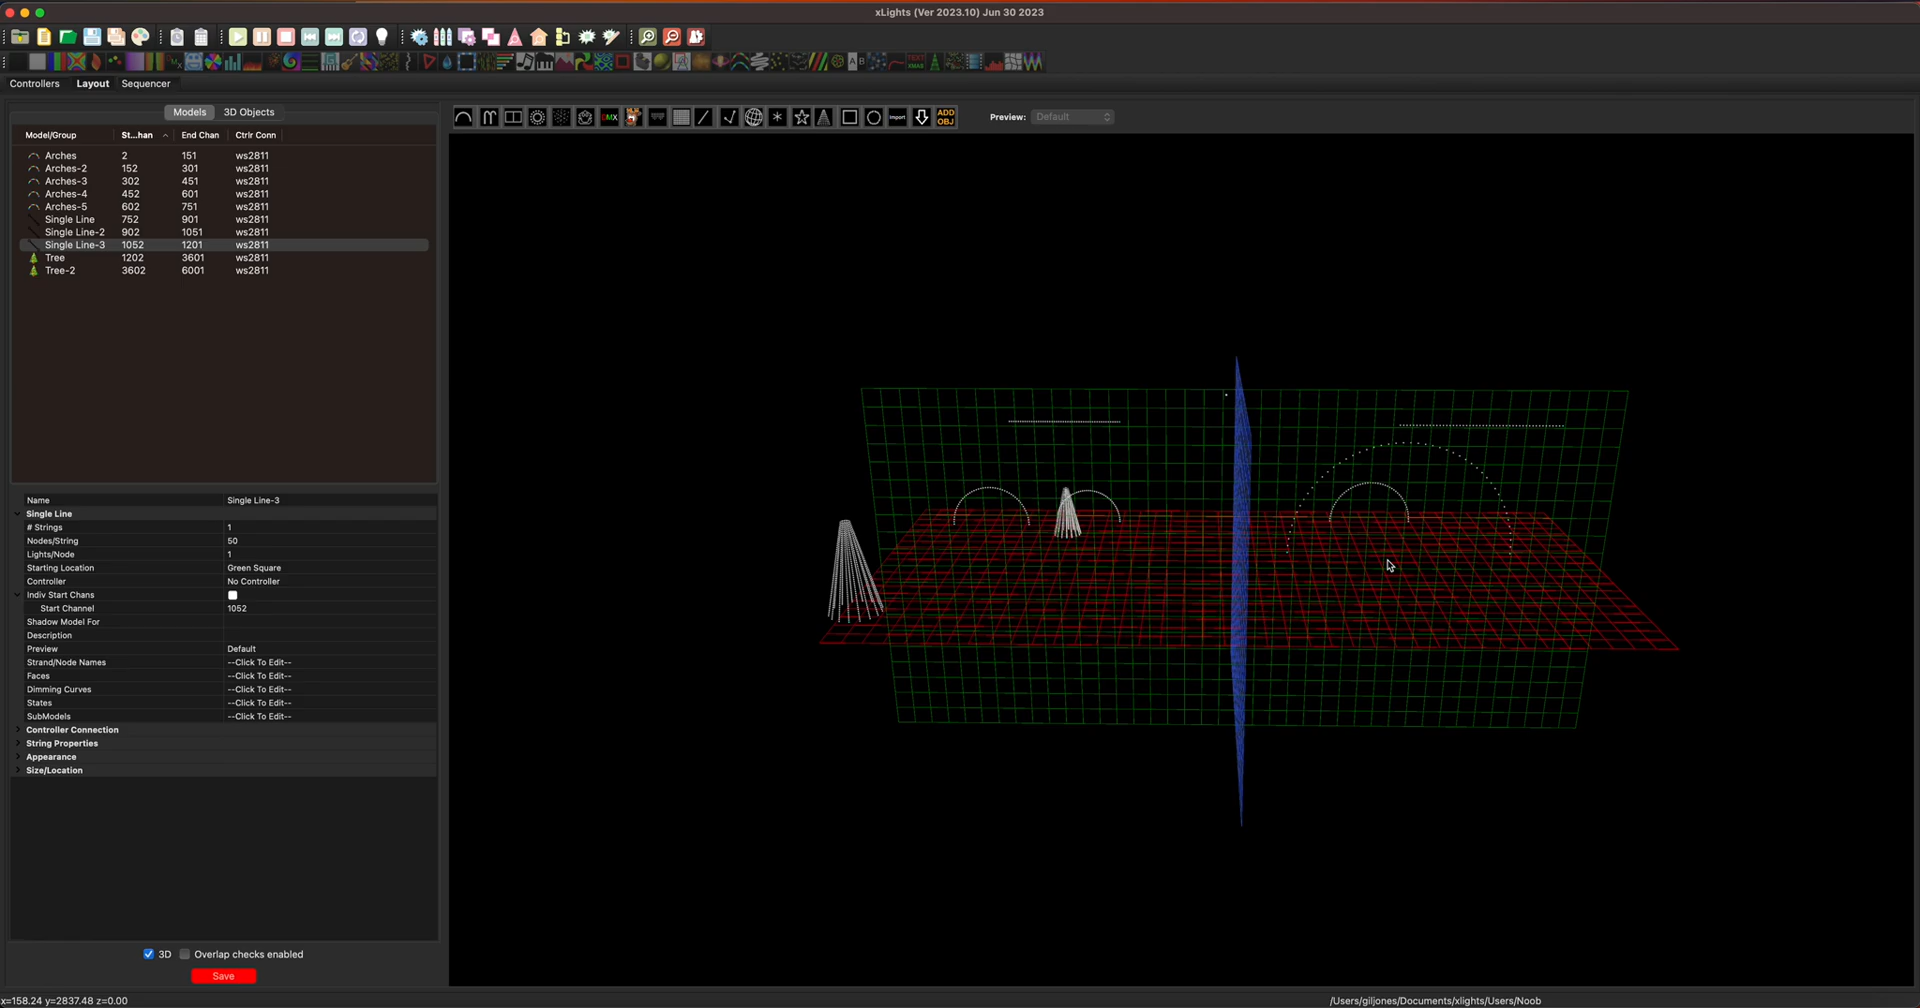 xLights (Ver 2023.10) Jun 30 2023
DMX
TEXT
XMAS
A B
Controllers Layout Sequencer
Models 3D Objects
import
ADD
OBJ
Preview: Default
Model/Group St...han End Chan Ctrlr Conn
Arches 2 151 ws2811
Arches-2 152 301 ws2811
Arches-3 302 451 ws2811
Arches-4 452 601 ws2811
Arches-5 602 751 ws2811
Single Line 752 901 ws2811
Single Line-2 902 1051 ws2811
Single Line-3 1052 1201 ws2811
Tree 1202 3601 ws2811
Tree-2 3602 6001 ws2811
Name Single Line-3
Single Line
# Strings 1
Nodes/String 50
Lights/Node 1
Starting Location Green Square
Controller No Controller
Indiv Start Chans
Start Channel 1052
Shadow Model For
Description
Preview Default
Strand/Node Names --Click To Edit--
Faces --Click To Edit--
Dimming Curves --Click To Edit--
States --Click To Edit--
SubModels --Click To Edit--
Controller Connection
String Properties
Appearance
Size/Location
3D Overlap checks enabled
Save
x=158.24 y=2837.48 z=0.00 /Users/giljones/Documents/xlights/Users/Noob